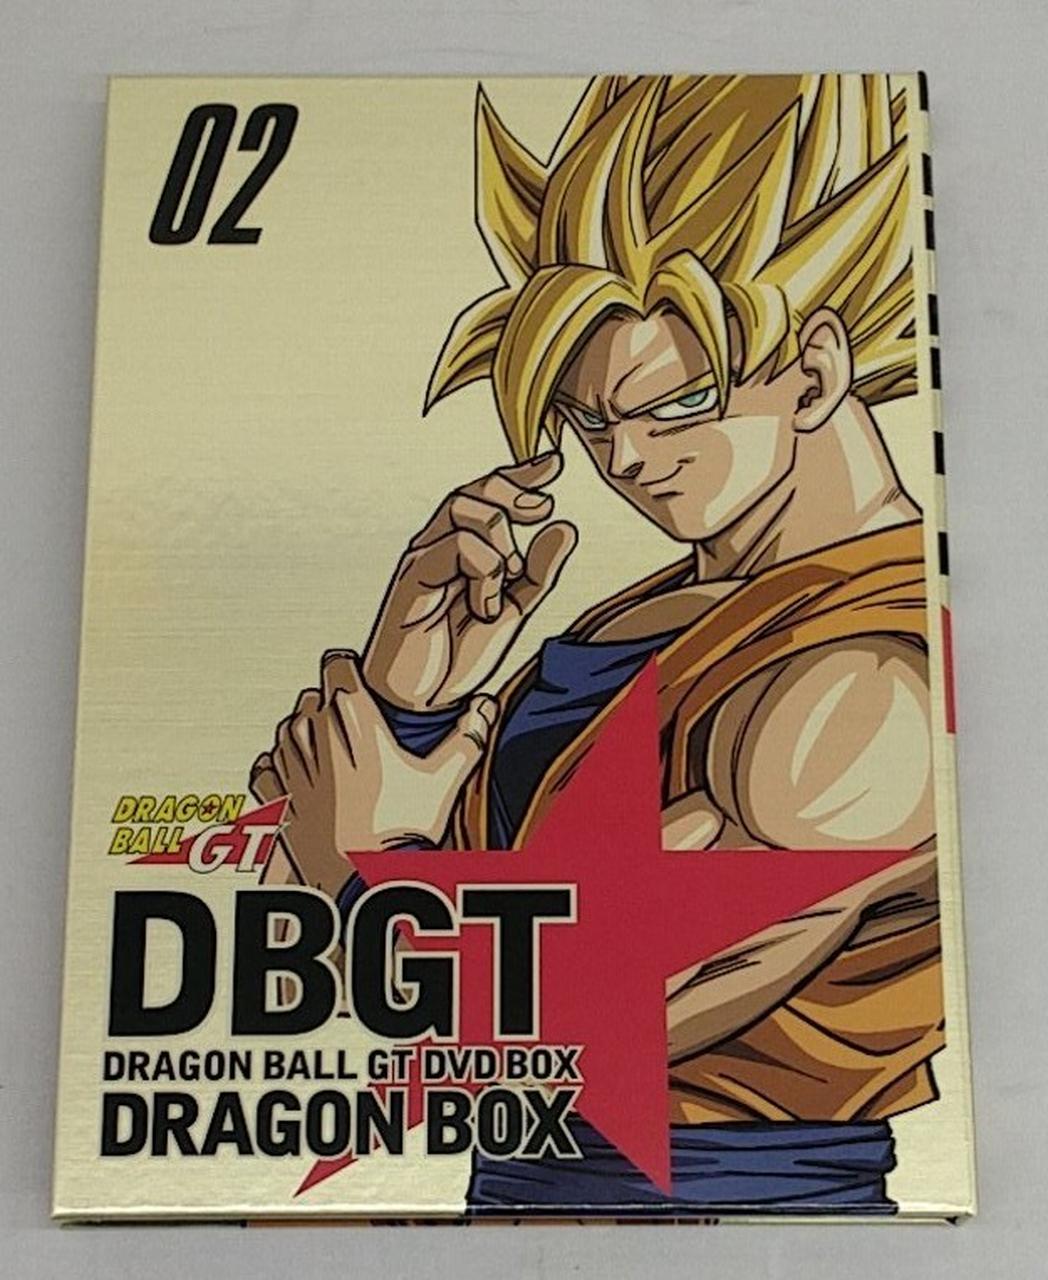 02
DRAGON
BALL GT
DBGT
DRAGON BALL GT DVD BOX
DRAGON BOX